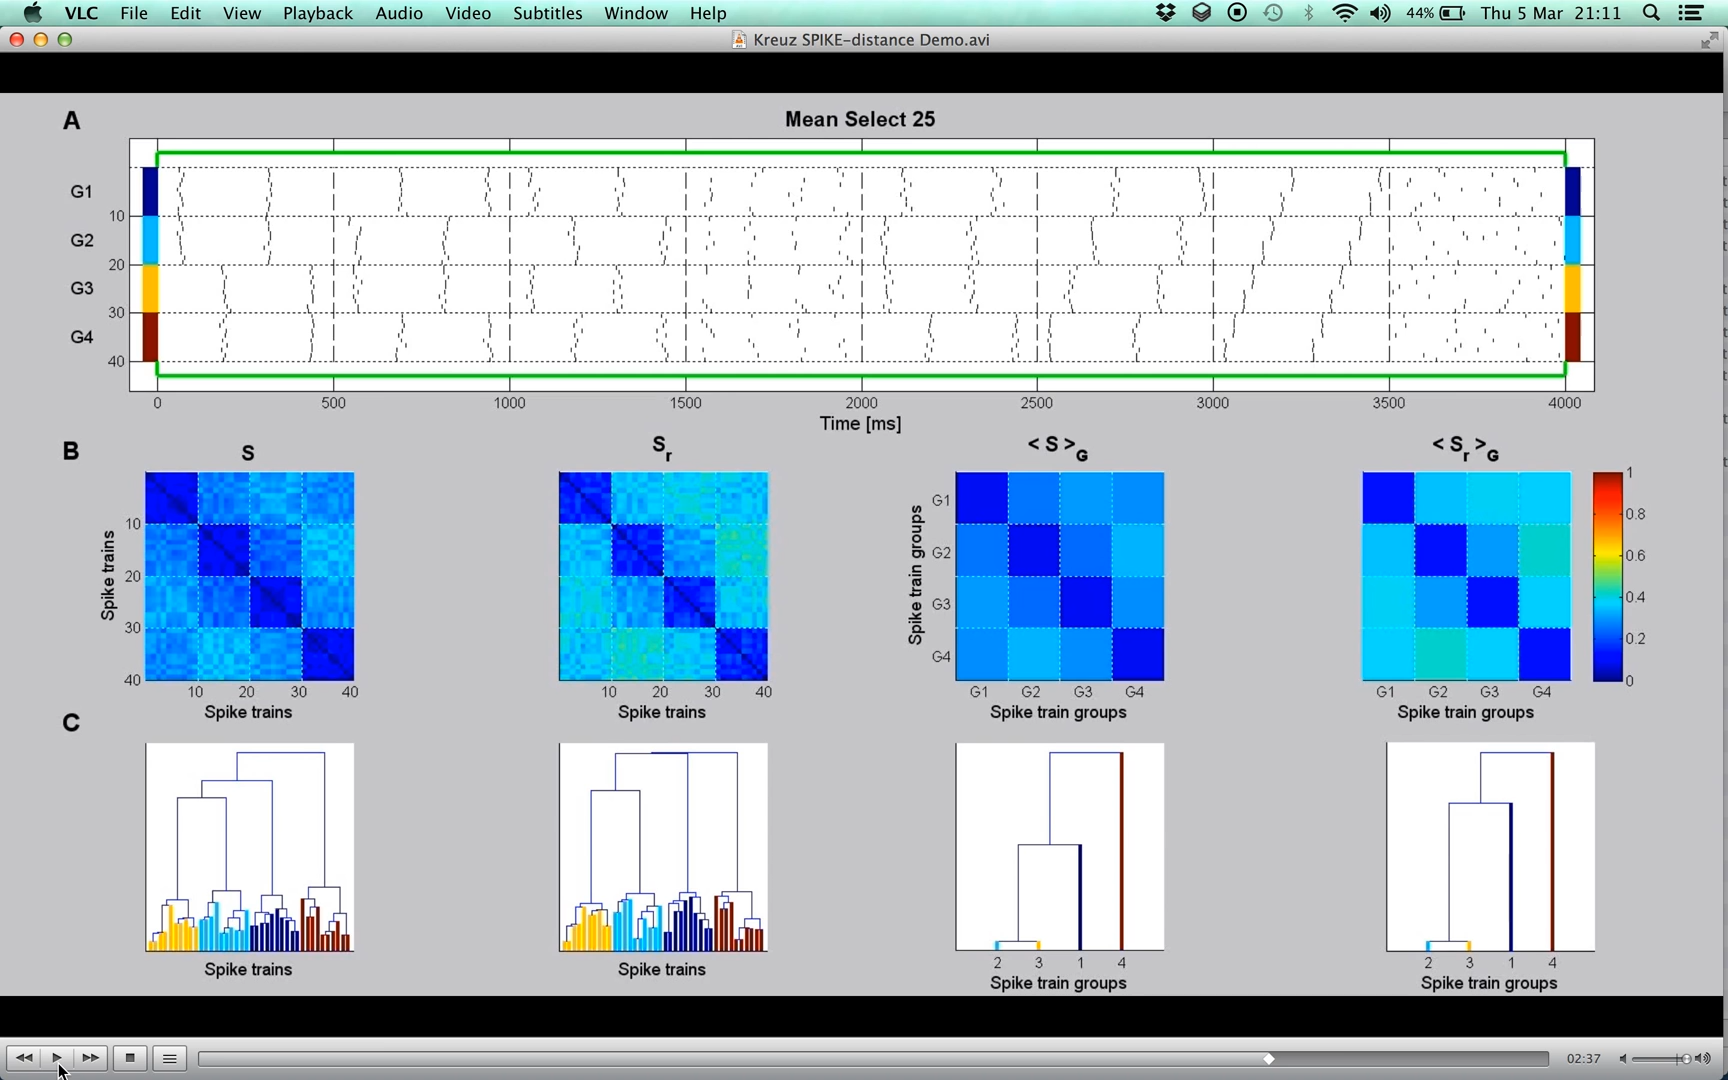 VLC File Edit View Playback Audio Video Subtitles Window Help 44% Thu 5 Mar 21:11
Kreuz SPIKE-distance Demo.avi
A Mean Select 25
G1
10
G2
20
G3
30
G4
40
0 500 1000 1500 2000 2500 3000 3500 4000
Time [ms]
B S Sr < S >G < Sr >G
Spike trains
10
20
30
40
10 20 30 40
Spike trains
10 20 30 40
Spike trains
Spike train groups
G1
G2
G3
G4
G1 G2 G3 G4
Spike train groups
G1 G2 G3 G4
Spike train groups
1
0.8
0.6
0.4
0.2
0
C
Spike trains
Spike trains
2 3 1 4
Spike train groups
2 3 1 4
Spike train groups
02:37